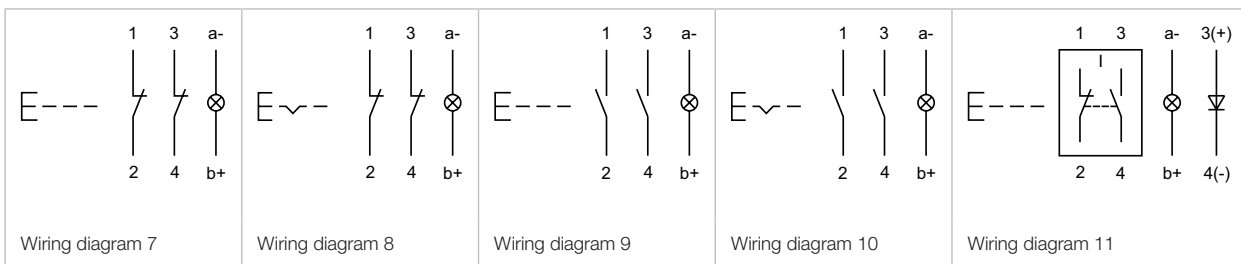 1 3 a- 1 3 a- 1 3 a- 1 3 a- 1 3 a- 3(+)
I
2 4 b+ 2 4 b+ 2 4 b+ 2 4 b+ 2 4 b+ 4(-)
Wiring diagram 7 Wiring diagram 8 Wiring diagram 9 Wiring diagram 10 Wiring diagram 11